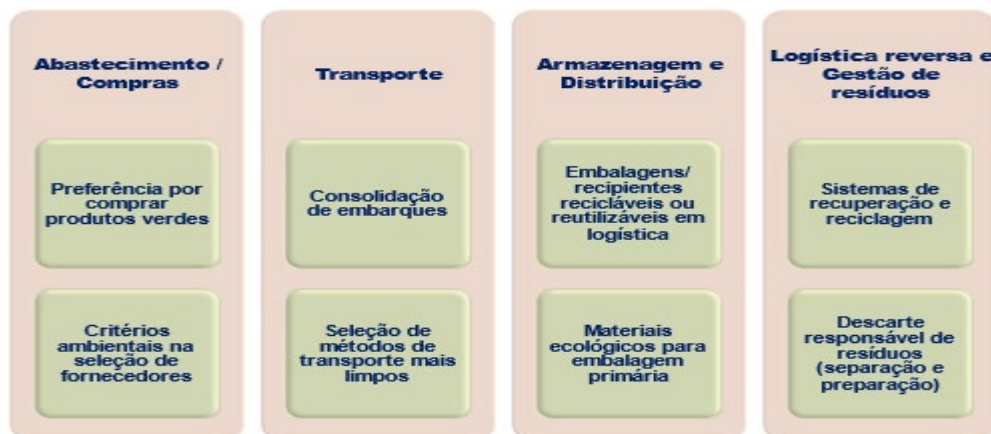 Abastecimento /
Compras
Preferência por
comprar
produtos verdes
Critérios
ambientais na
seleção de
fornecedores
Transporte
Consolidação
de embarques
Seleção de
métodos de
transporte mais
limpos
Armazenagem e
Distribuição
Embalagens/
recipientes
recicláveis ou
reutilizáveis em
logística
Materiais
ecológicos para
embalagem
primária
Logística reversa e
Gestão de
resíduos
Sistemas de
recuperação e
reciclagem
Descarte
responsável de
resíduos
(separação e
preparação)